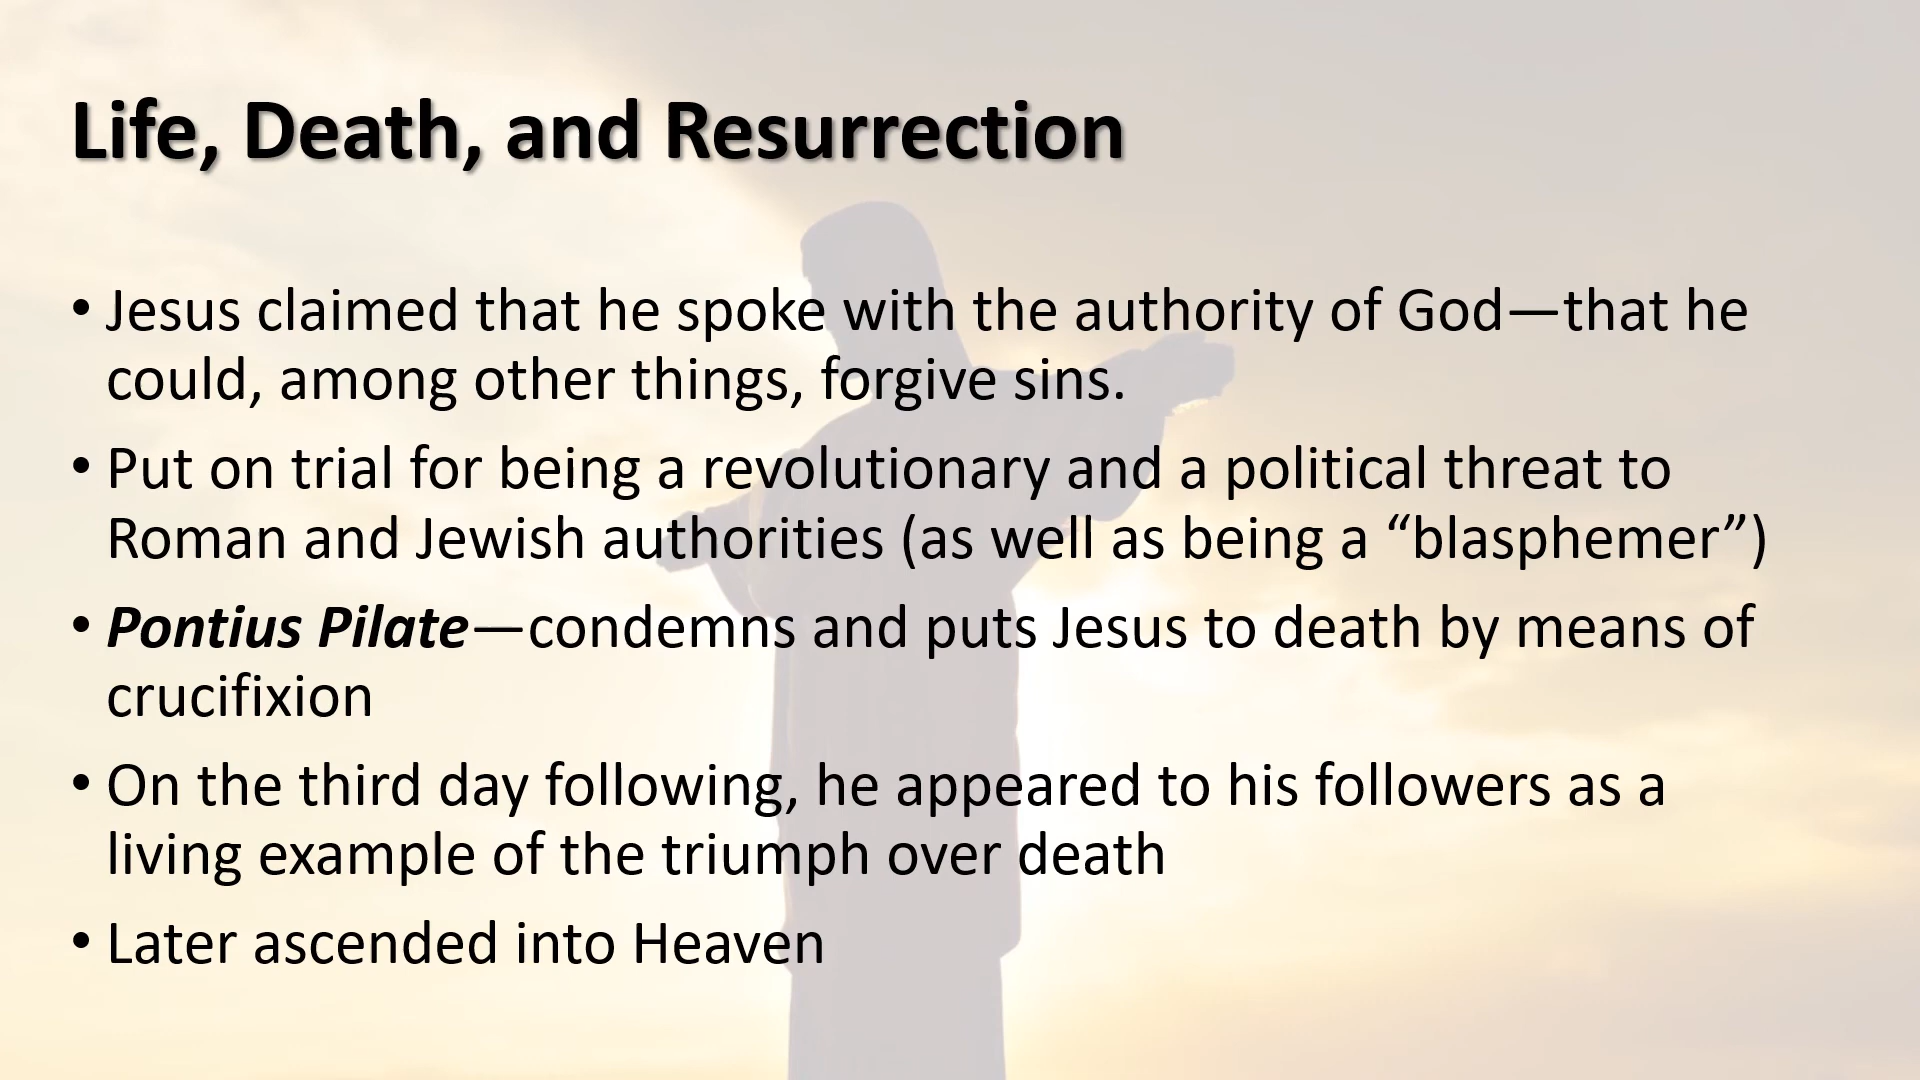 Life, Death, and Resurrection
• Jesus claimed that he spoke with the authority of God—that he
could, among other things, forgive sins.
• Put on trial for being a revolutionary and a political threat to
Roman and Jewish authorities (as well as being a “blasphemer”)
• Pontius Pilate—condemns and puts Jesus to death by means of
crucifixion
• On the third day following, he appeared to his followers as a
living example of the triumph over death
• Later ascended into Heaven